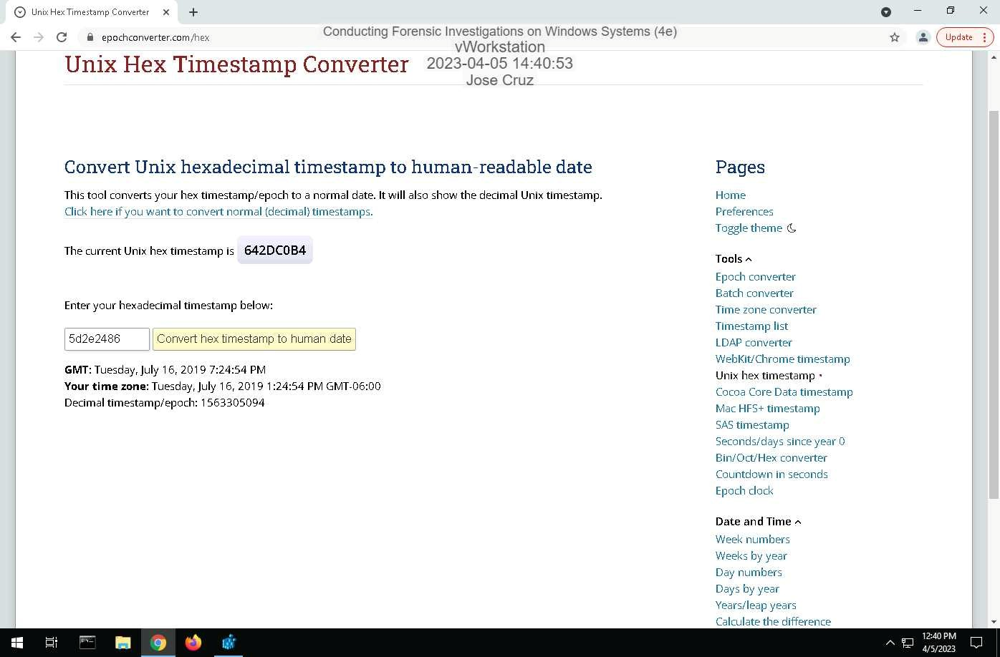 Unix Hex Timestamp Converter
epochconverter.com/hex
Update
Conducting Forensic Investigations on Windows Systems (4e)
vWorkstation
2023-04-05 14:40:53
Jose Cruz
Unix Hex Timestamp Converter
Convert Unix hexadecimal timestamp to human-readable date
This tool converts your hex timestamp/epoch to a normal date. It will also show the decimal Unix timestamp.
Click here if you want to convert normal (decimal) timestamps.
The current Unix hex timestamp is 642DC0B4
Enter your hexadecimal timestamp below:
5d2e2486 Convert hex timestamp to human date
GMT: Tuesday, July 16, 2019 7:24:54 PM
Your time zone: Tuesday, July 16, 2019 1:24:54 PM GMT-06:00
Decimal timestamp/epoch: 1563305094
Pages
Home
Preferences
Toggle theme
Tools
Epoch converter
Batch converter
Time zone converter
Timestamp list
LDAP converter
WebKit/Chrome timestamp
Unix hex timestamp
Cocoa Core Data timestamp
Mac HFS+ timestamp
SAS timestamp
Seconds/days since year 0
Bin/Oct/Hex converter
Countdown in seconds
Epoch clock
Date and Time
Week numbers
Weeks by year
Day numbers
Days by year
Years/leap years
Calculate the difference
12:40 PM
4/5/2023